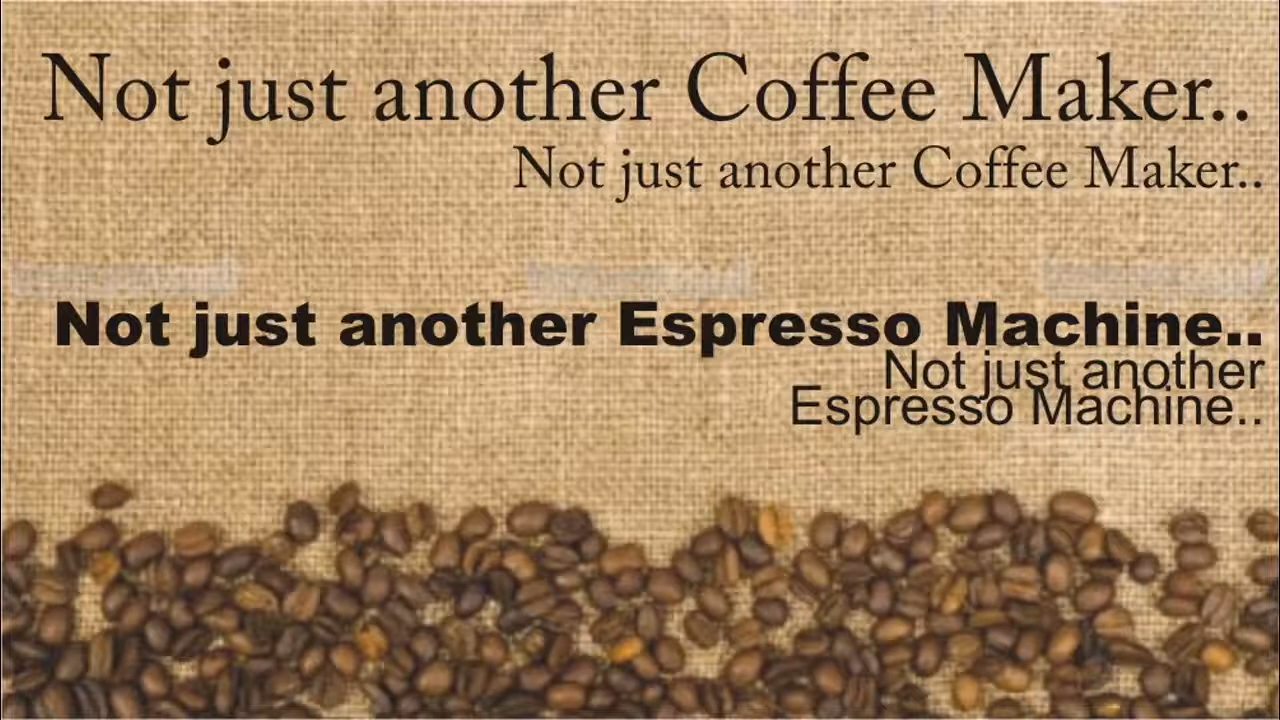 Not just another Coffee Maker..
Not just another Coffee Maker..
Not just another Espresso Machine..
Not just another
Espresso Machine..